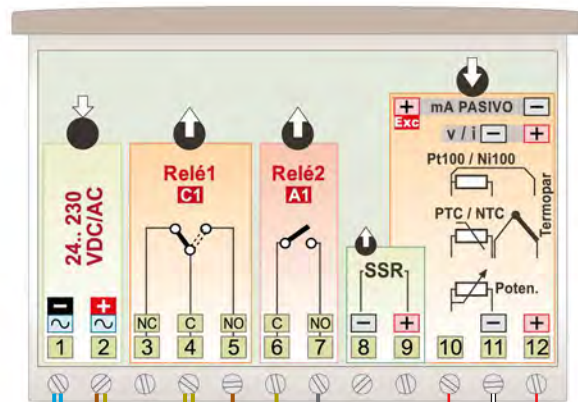 24.. 230
VDC/AC
1
2
Relé1
C1
NC
C
NO
3
4
5
Relé2
A1
C
NO
6
7
SSR
8
9
Exc
mA PASIVO
v / i
Pt100 / Ni100
PTC / NTC
Termopar
Poten.
10
11
12